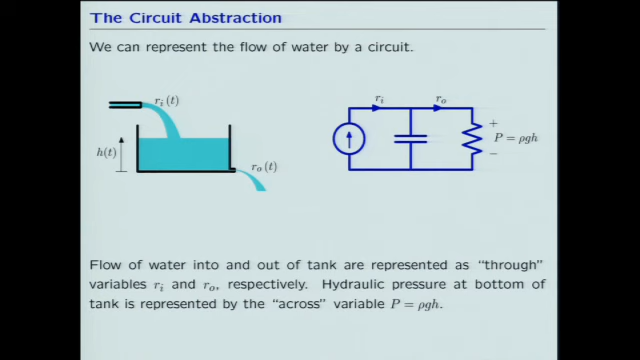 The Circuit Abstraction
We can represent the flow of water by a circuit.
r_i(t)
h(t)
r_o(t)
r_i
r_o
+
P = ρgh
−
Flow of water into and out of tank are represented as “through”
variables r_i and r_o, respectively. Hydraulic pressure at bottom of
tank is represented by the “across” variable P = ρgh.